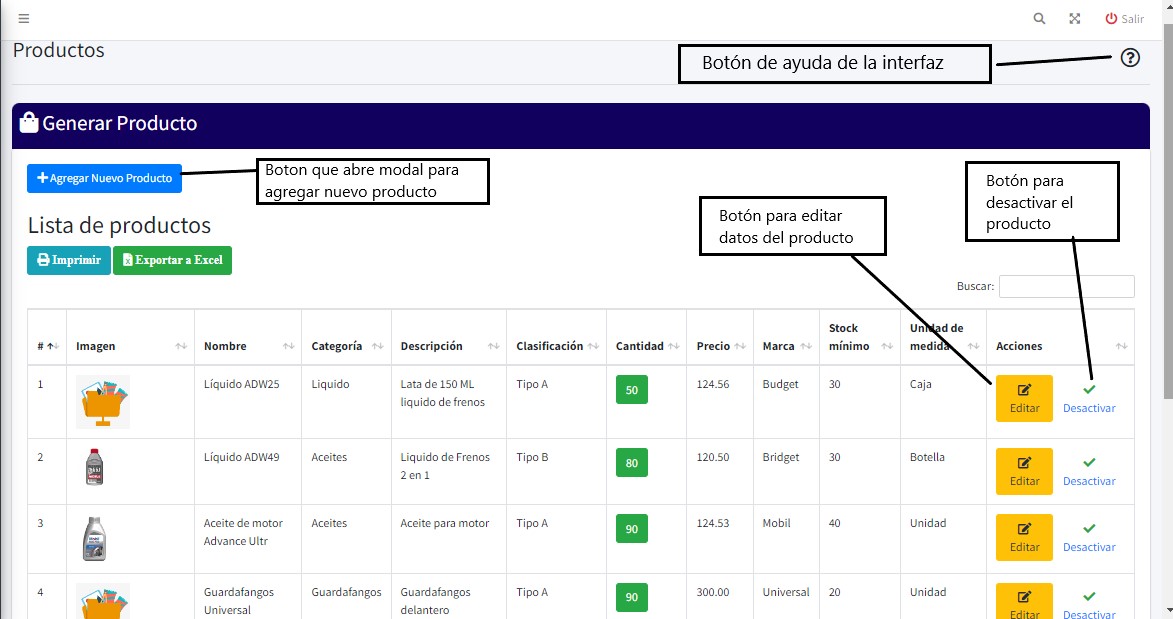 Salir
Productos
Botón de ayuda de la interfaz
Generar Producto
Agregar Nuevo Producto
Boton que abre modal para
agregar nuevo producto
Botón para
desactivar el
producto
Botón para editar
datos del producto
Lista de productos
Imprimir Exportar a Excel
Buscar:
# Imagen Nombre Categoría Descripción Clasificación Cantidad Precio Marca Stock mínimo Unidad de medida Acciones
1 Líquido ADW25 Liquido Lata de 150 ML 50 124.56 Budget 30 Caja Editar Desactivar
liquido de frenos Tipo A
2 Líquido ADW49 Aceites Liquido de Frenos Tipo B 80 120.50 Bridget 30 Botella Editar Desactivar
2 en 1
3 Aceite de motor Aceites Aceite para motor Tipo A 90 124.53 Mobil 40 Unidad Editar Desactivar
Advance Ultr
4 Guardafangos Guardafangos Guardafangos Tipo A 90 300.00 Universal 20 Unidad Editar Desactivar
Universal delantero